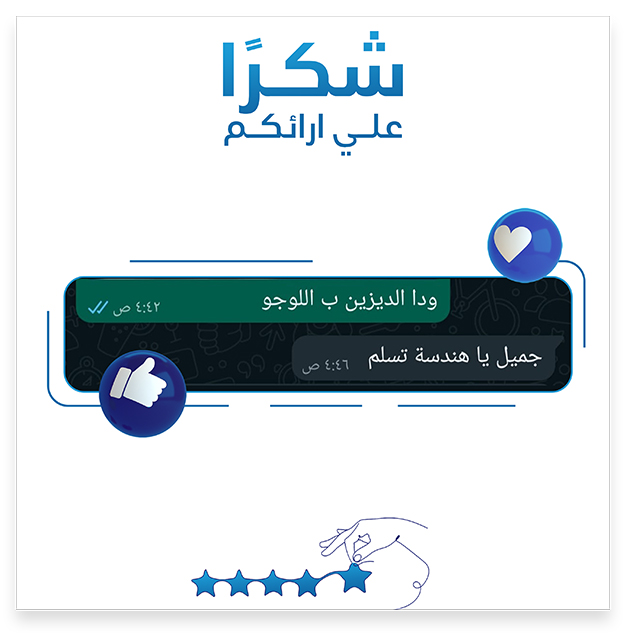 شكرًا
علي ارائكم
ودا الديزين ب اللوجو
٤:٤٢ ص
جميل يا هندسة تسلم
٤:٤٦ ص